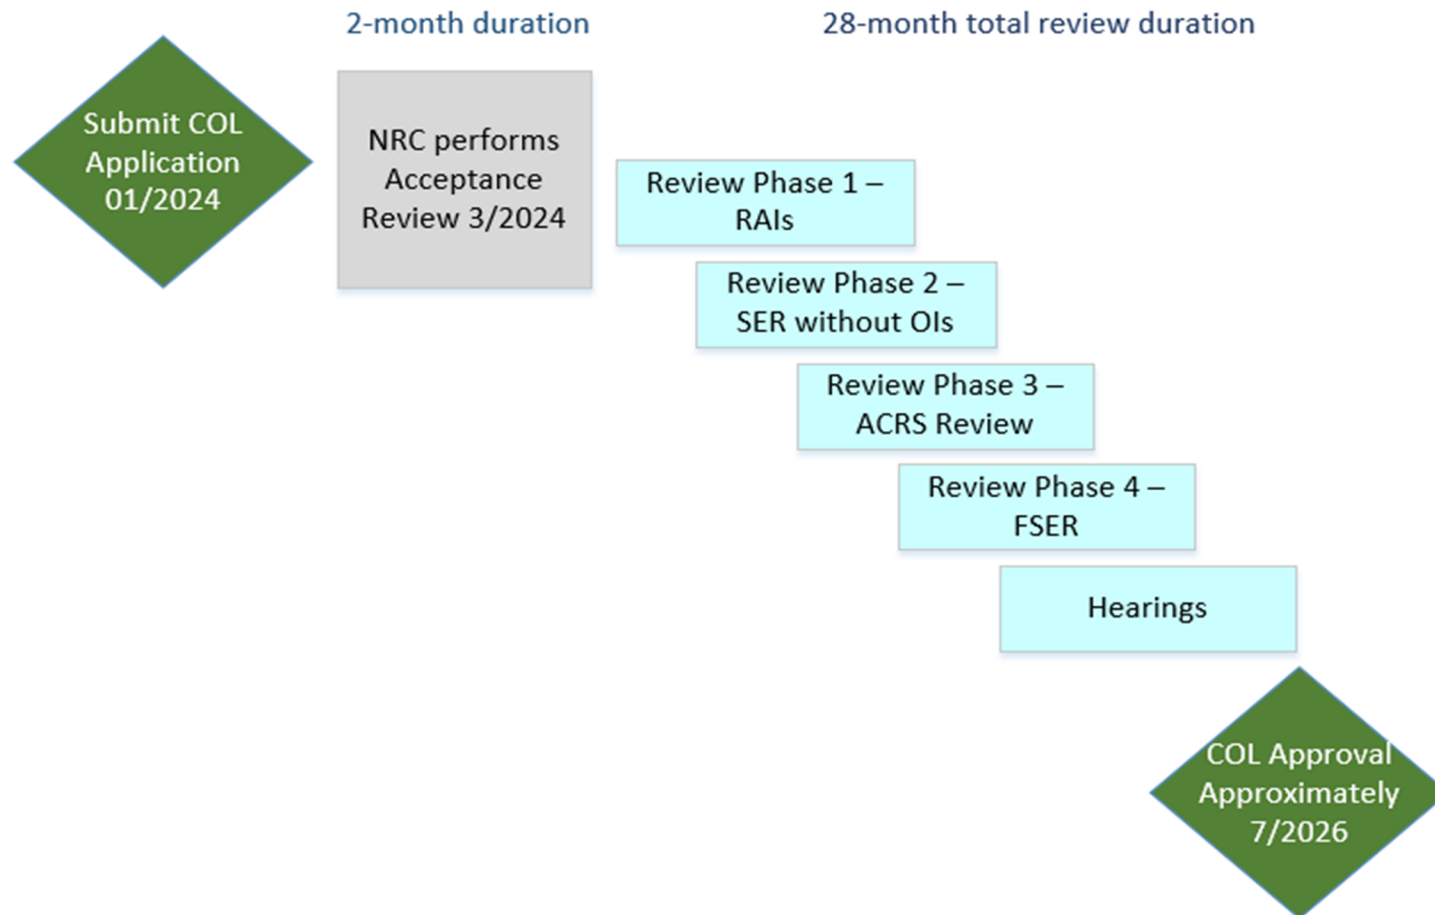 2-month duration
28-month total review duration
Submit COL
Application
01/2024
NRC performs
Acceptance
Review 3/2024
Review Phase 1 –
RAIs
Review Phase 2 –
SER without OIs
Review Phase 3 –
ACRS Review
Review Phase 4 –
FSER
Hearings
COL Approval
Approximately
7/2026